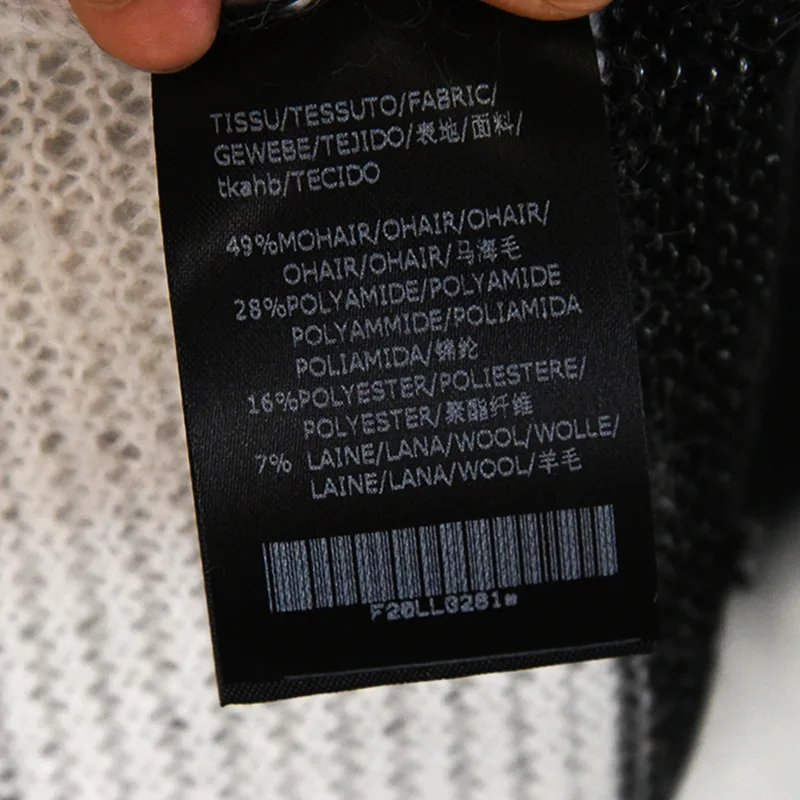 TISSU/TESSUTO/FABRIC/
GEWEBE/TEJIDO/表地/面料/
tkahb/TECIDO
49%MOHAIR/OHAIR/OHAIR/
OHAIR/OHAIR/马海毛
28%POLYAMIDE/POLYAMIDE
POLYAMMIDE/POLIAMIDA
POLIAMIDA/锦纶
16%POLYESTER/POLIESTERE/
POLYESTER/聚酯纤维
7% LAINE/LANA/WOOL/WOLLE/
LAINE/LANA/WOOL/羊毛